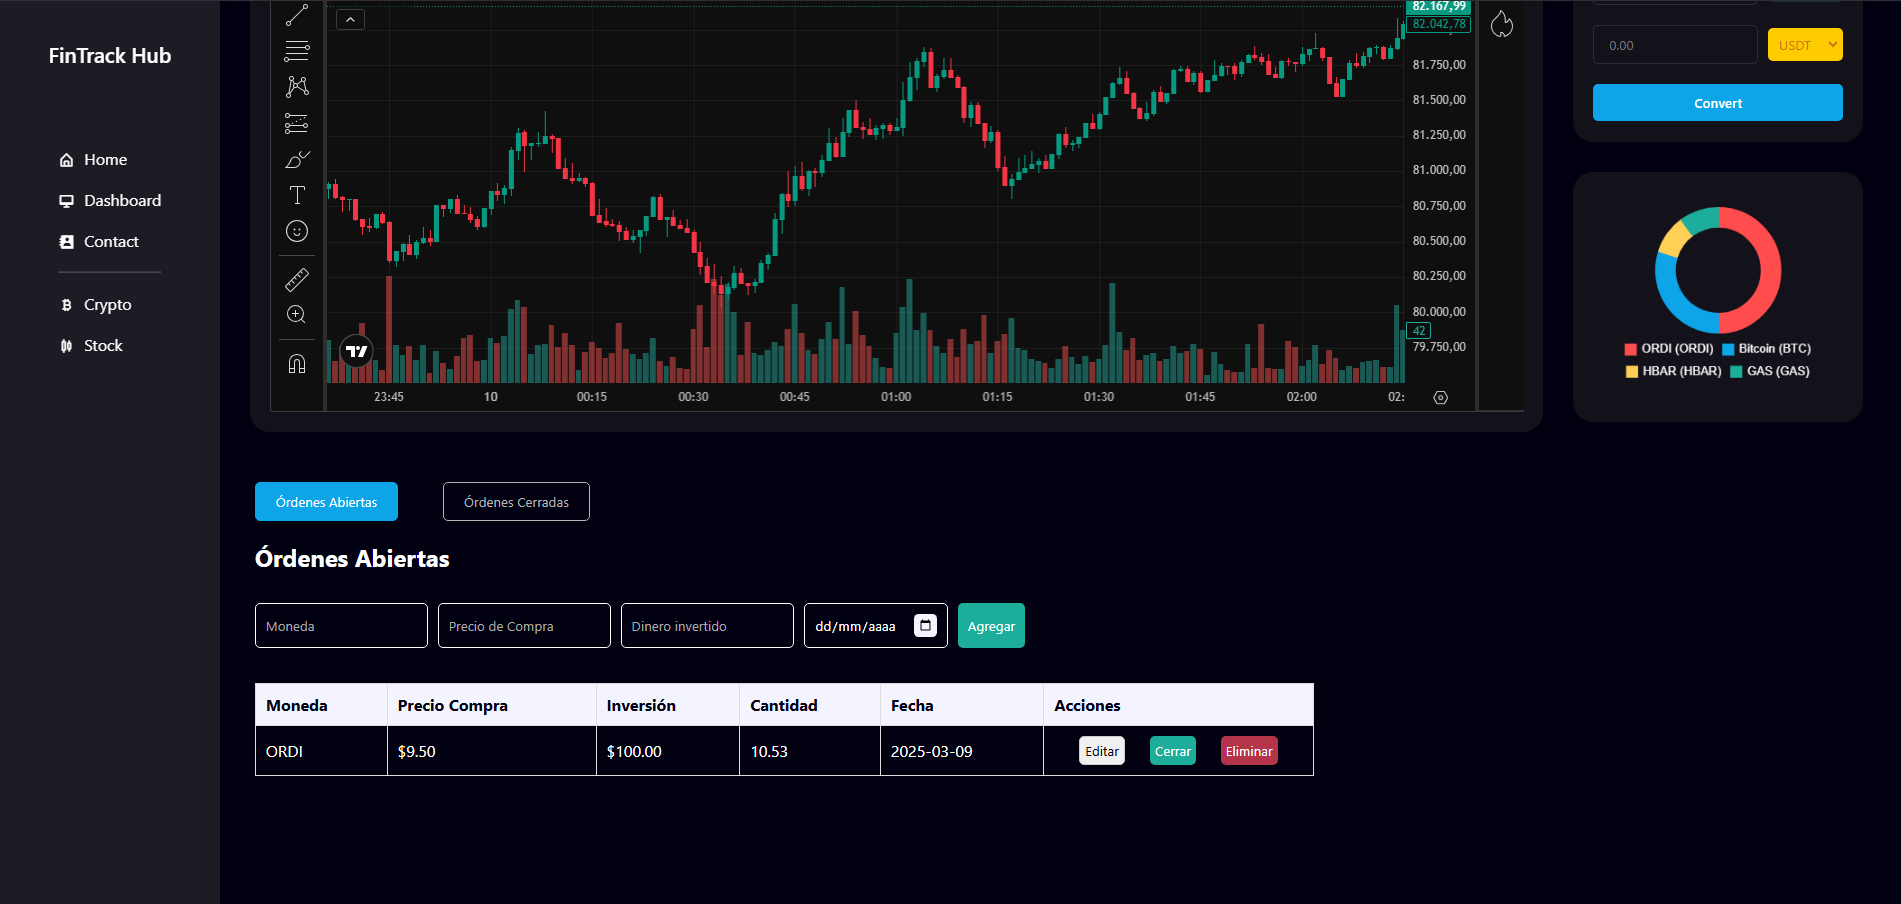 FinTrack Hub
Home
Dashboard
Contact
Crypto
Stock
82.167,99
82.042,78
81.750,00
81.500,00
81.250,00
81.000,00
80.750,00
80.500,00
80.250,00
80.000,00
42
79.750,00
23:45 10 00:15 00:30 00:45 01:00 01:15 01:30 01:45 02:00 02:
0.00 USDT
Convert
ORDI (ORDI) Bitcoin (BTC)
HBAR (HBAR) GAS (GAS)
Órdenes Abiertas Órdenes Cerradas
Órdenes Abiertas
Moneda Precio de Compra Dinero invertido dd/mm/aaaa Agregar
Moneda Precio Compra Inversión Cantidad Fecha Acciones
ORDI $9.50 $100.00 10.53 2025-03-09 Editar Cerrar Eliminar